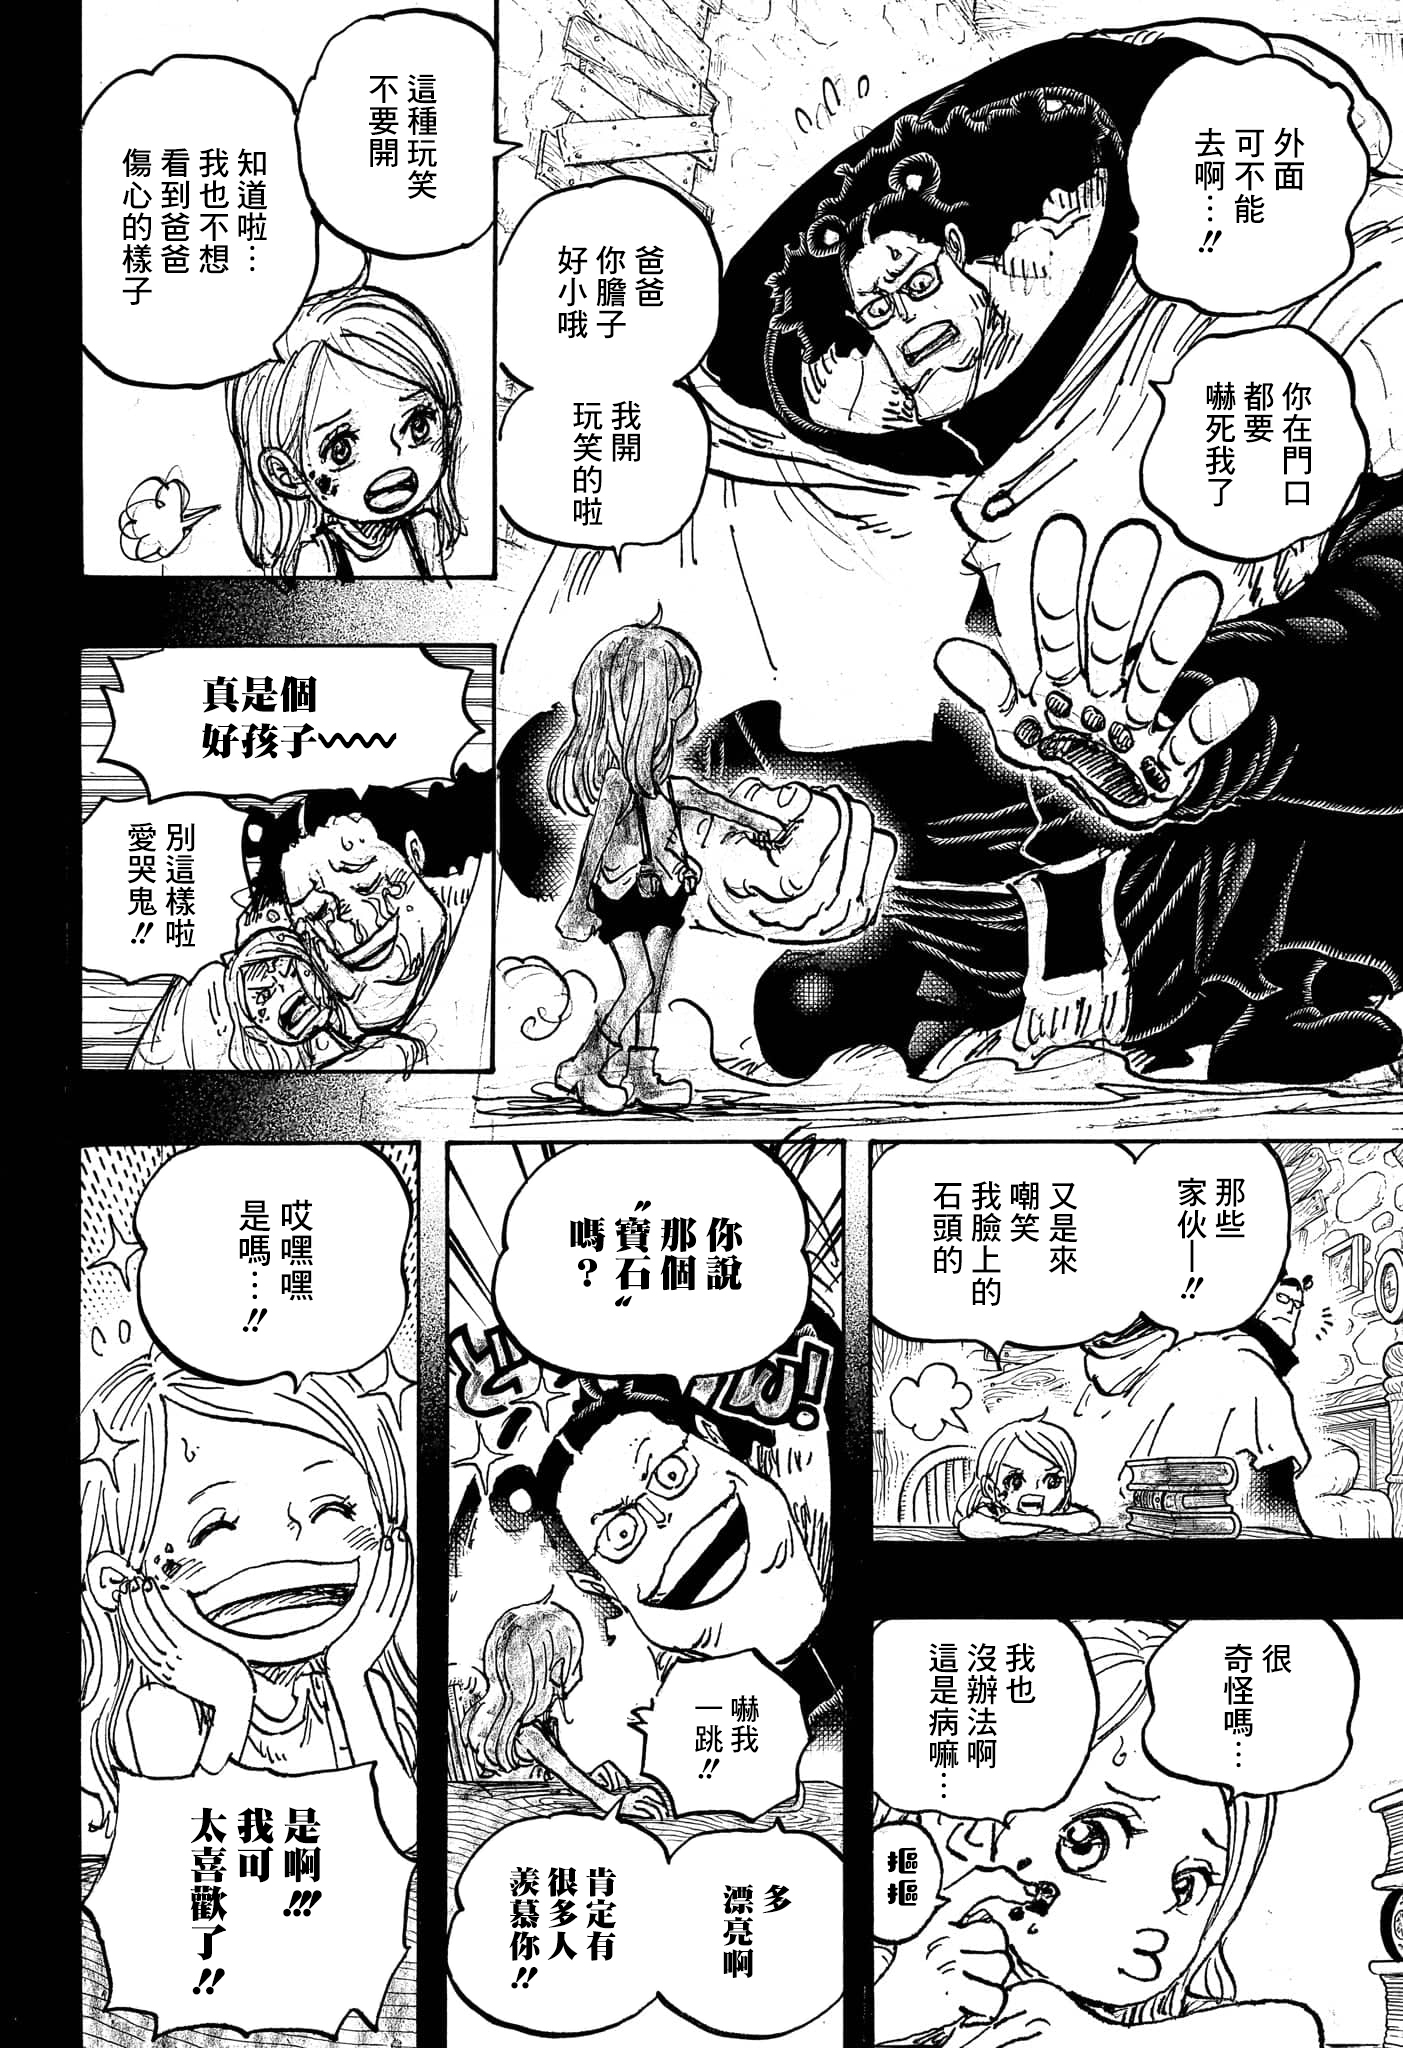 外面
可不能
去啊…!!
你在門口
都要
嚇死我了
爸爸
你膽子
好小哦
我開
玩笑的啦
這種玩笑
不要開
知道啦…
我也不想
看到爸爸
傷心的樣子
真是個
好孩子~~~
別這樣啦
愛哭鬼!!
那些
家伙—!!
又是來
嘲笑
我臉上的
石頭的
很
奇怪嗎…
我也
沒辦法啊
這是病嘛…
摳摳
你說
那個
〝寶石〞
嗎?
嚇我
一跳!!
多
漂亮啊
肯定有
很多人
羨慕你!!
哎嘿嘿
是嗎…!!
是啊!!!
我可
太喜歡了!!